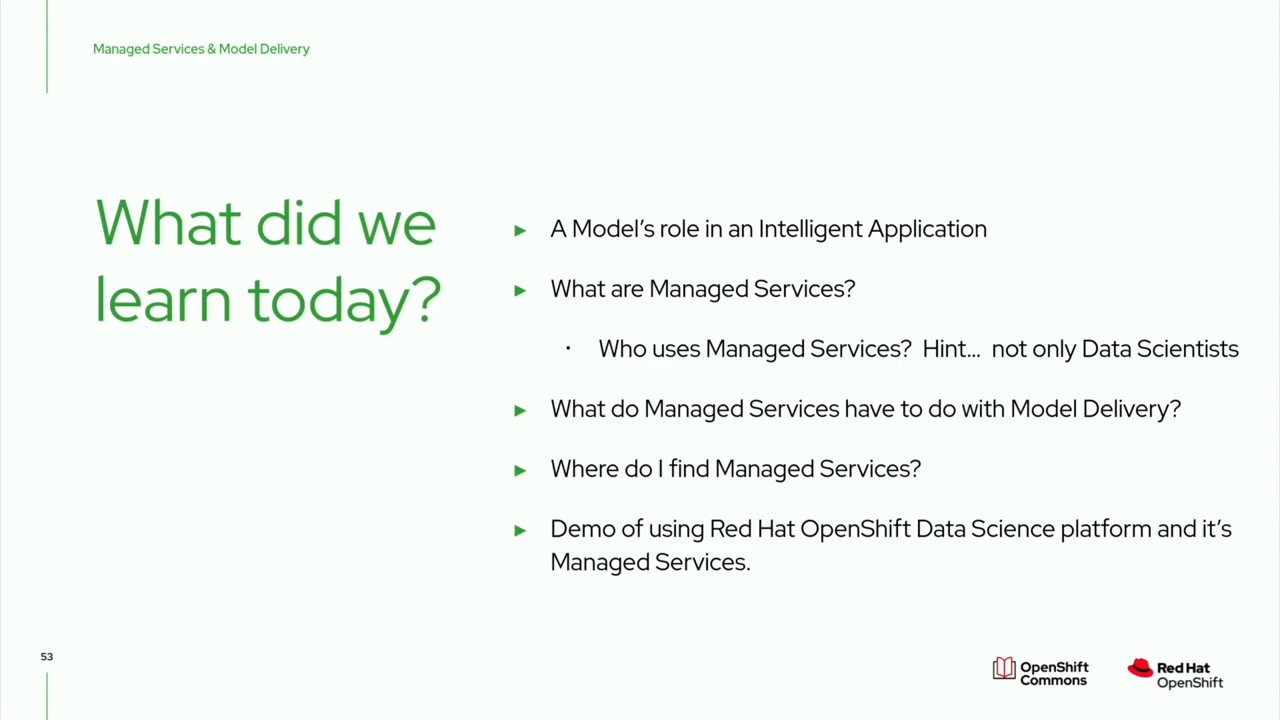 Managed Services & Model Delivery
What did we
learn today?
► A Model's role in an Intelligent Application
► What are Managed Services?
· Who uses Managed Services?  Hint...  not only Data Scientists
► What do Managed Services have to do with Model Delivery?
► Where do I find Managed Services?
► Demo of using Red Hat OpenShift Data Science platform and it's
Managed Services.
53
OpenShift
Commons
Red Hat
OpenShift